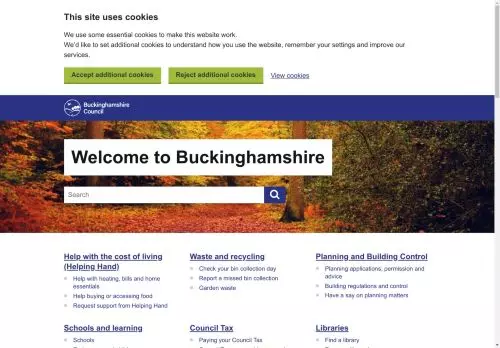 This site uses cookies
We use some essential cookies to make this website work.
We'd like to set additional cookies to understand how you use the website, remember your settings and improve our
services.
Accept additional cookies
Reject additional cookies
View cookies
Buckinghamshire
Council
Welcome to Buckinghamshire
Search
Help with the cost of living
(Helping Hand)
Help with heating, bills and home
essentials
Help buying or accessing food
Request support from Helping Hand
Waste and recycling
Check your bin collection day
Report a missed bin collection
Garden waste
Planning and Building Control
Planning applications, permission and
advice
Building regulations and control
Have a say on planning matters
Schools and learning
Schools
Council Tax
Paying your Council Tax
Libraries
Find a library